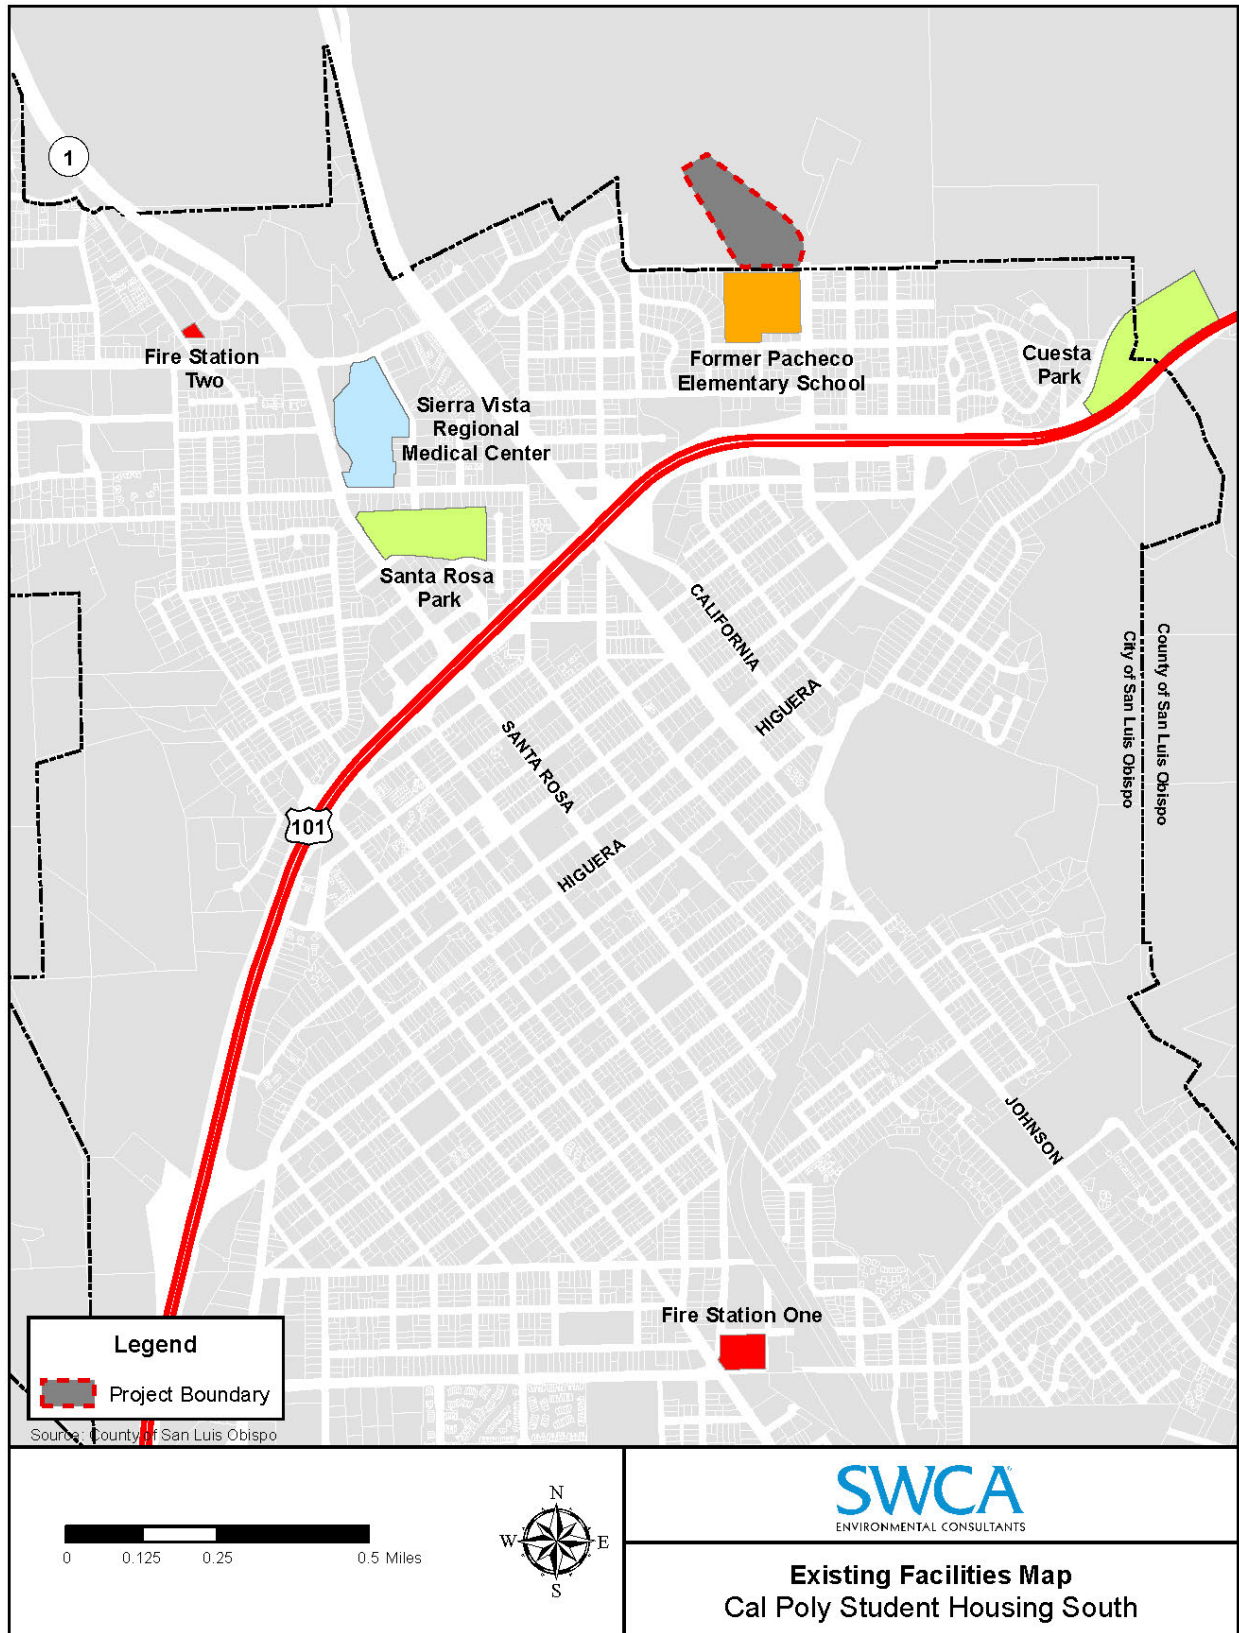 1
Fire Station
Two
Sierra Vista
Regional
Medical Center
Former Pacheco
Elementary School
Cuesta
Park
Santa Rosa
Park
CALIFORNIA
HIGUERA
County of San Luis Obispo
City of San Luis Obispo
SANTA ROSA
HIGUERA
101
JOHNSON
Fire Station One
Legend
Project Boundary
Source: County of San Luis Obispo
0 0.125 0.25 0.5 Miles
N
W E
S
SWCA
ENVIRONMENTAL CONSULTANTS
Existing Facilities Map
Cal Poly Student Housing South